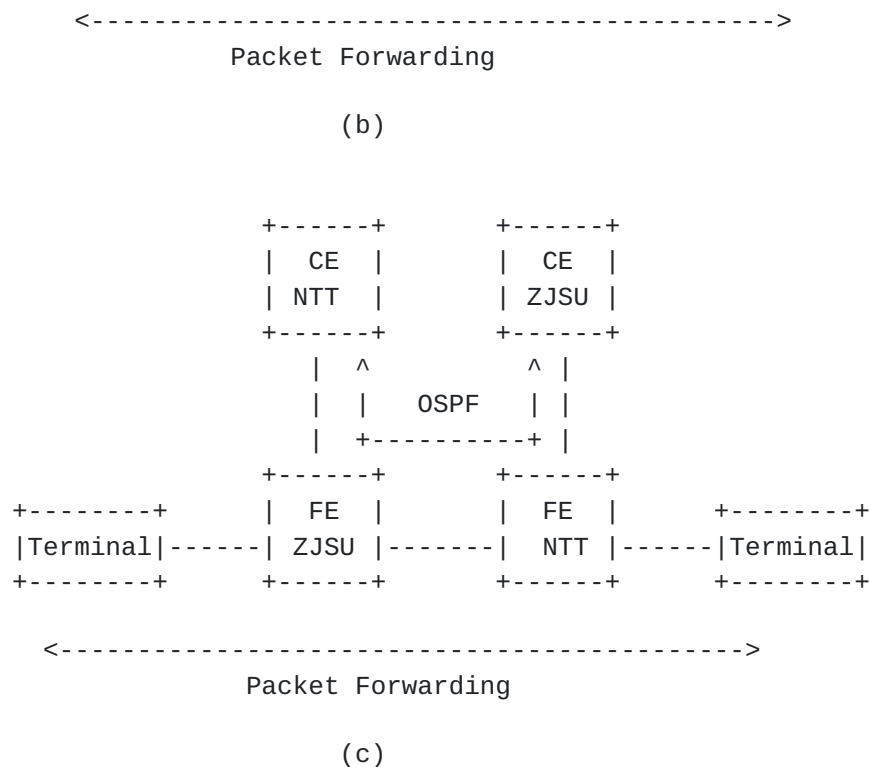 <--------------------------------------------->
Packet Forwarding
(b)
+------+       +------+
|  CE  |       |  CE  |
| NTT  |       | ZJSU |
+------+       +------+
|  ^          ^ |
|  |   OSPF   | |
|  +----------+ |
+------+       +------+
+--------+      |  FE  |       |  FE  |      +--------+
|Terminal|------| ZJSU |-------|  NTT |------|Terminal|
+--------+      +------+       +------+      +--------+
<-------------------------------------------->
Packet Forwarding
(c)